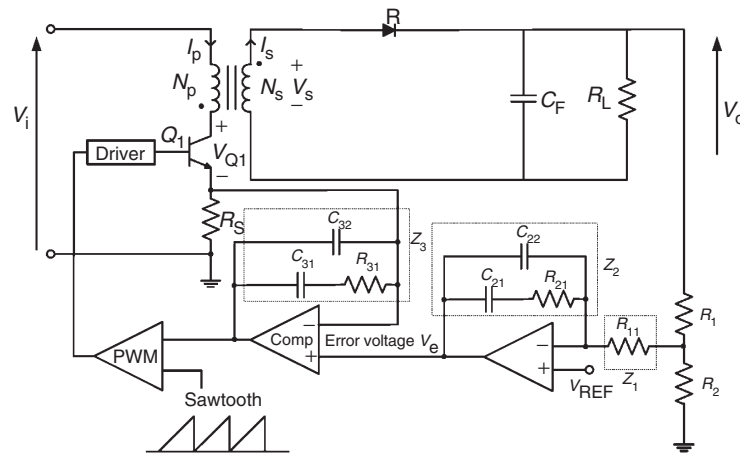 R
I_p
I_s
N_p
N_s
+
V_s
−
V_i
C_F
R_L
V_o
Q_1
+
Driver
V_Q1
−
R_S
C_32
Z_3
C_31
R_31
C_22
Z_2
C_21
R_21
R_1
R_11
PWM
Comp
−
+
Error voltage V_e
−
+
V_REF
Z_1
R_2
Sawtooth